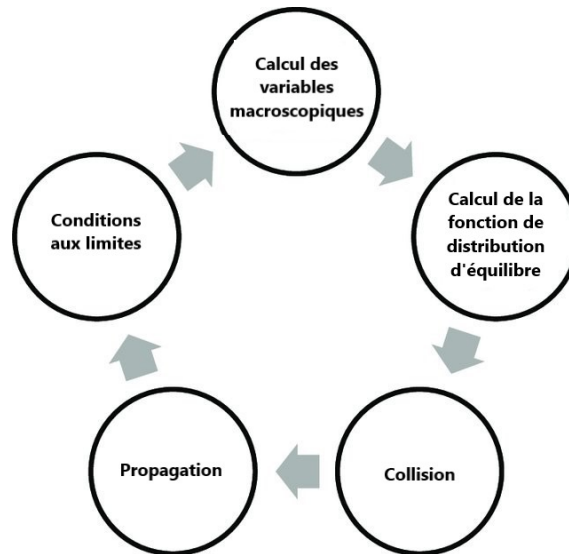 Calcul des
variables
macroscopiques
Calcul de la
fonction de
distribution
d'équilibre
Collision
Propagation
Conditions
aux limites